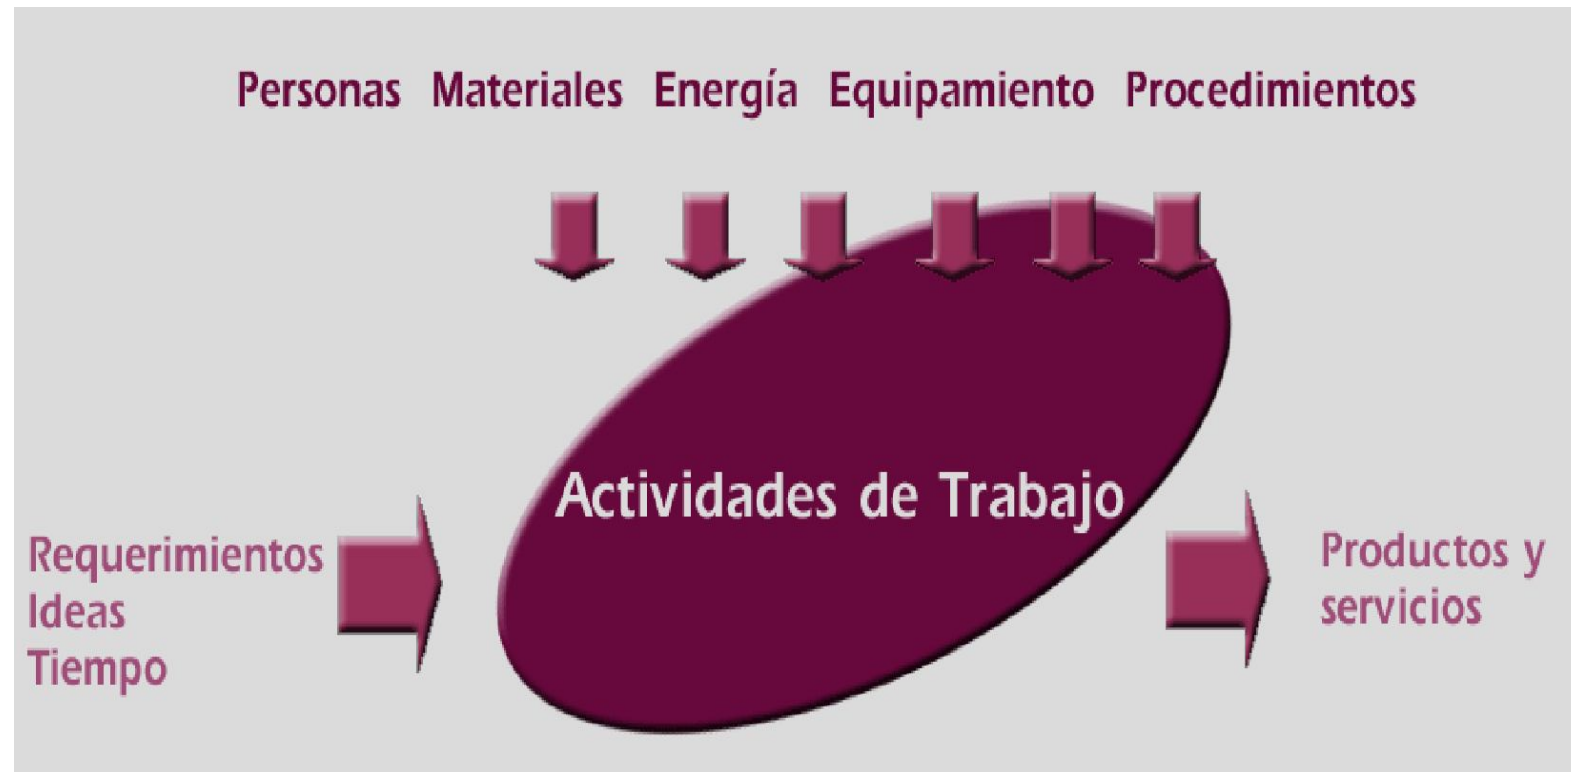 Personas Materiales Energía Equipamiento Procedimientos
Actividades de Trabajo
Requerimientos
Ideas
Tiempo
Productos y
servicios